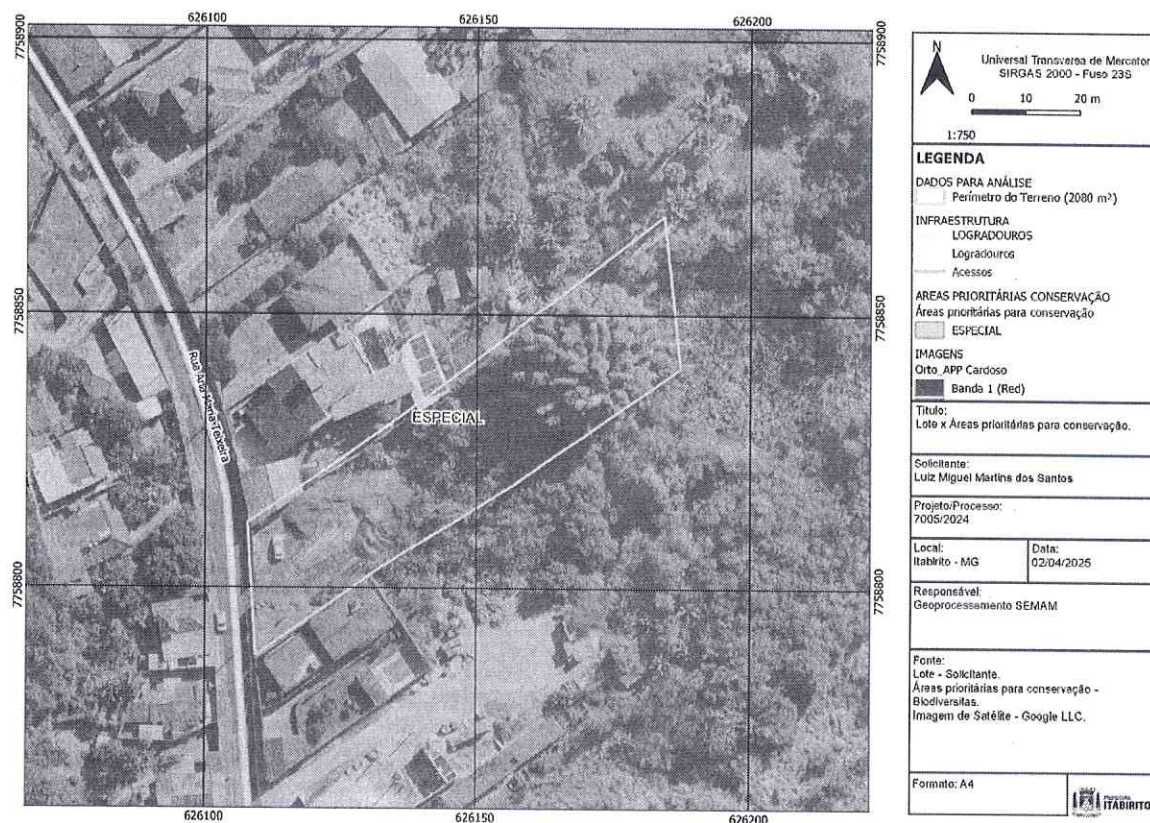 626100
626150
626200
7758900
7758900
7758850
7758850
7758800
7758800
626100
626150
626200
Rua Ana Maria Teixeira
ESPECIAL
N
Universal Transversa de Mercator
SIRGAS 2000 - Fuso 23S
0 10 20 m
1:750
LEGENDA
DADOS PARA ANÁLISE
Perímetro do Terreno (2080 m²)
INFRAESTRUTURA
LOGRADOUROS
Logradouros
Acessos
AREAS PRIORITÁRIAS CONSERVAÇÃO
Áreas prioritárias para conservação
ESPECIAL
IMAGENS
Orto_APP Cardoso
Banda 1 (Red)
Título:
Lote x Áreas prioritárias para conservação.
Solicitante:
Luiz Miguel Martins dos Santos
Projeto/Processo:
7005/2024
Local:
Itabirito - MG
Data:
02/04/2025
Responsável:
Geoprocessamento SEMAM
Fonte:
Lote - Solicitante.
Áreas prioritárias para conservação -
Biodiversitas.
Imagem de Satélite - Google LLC.
Formato: A4
ITABIRITO